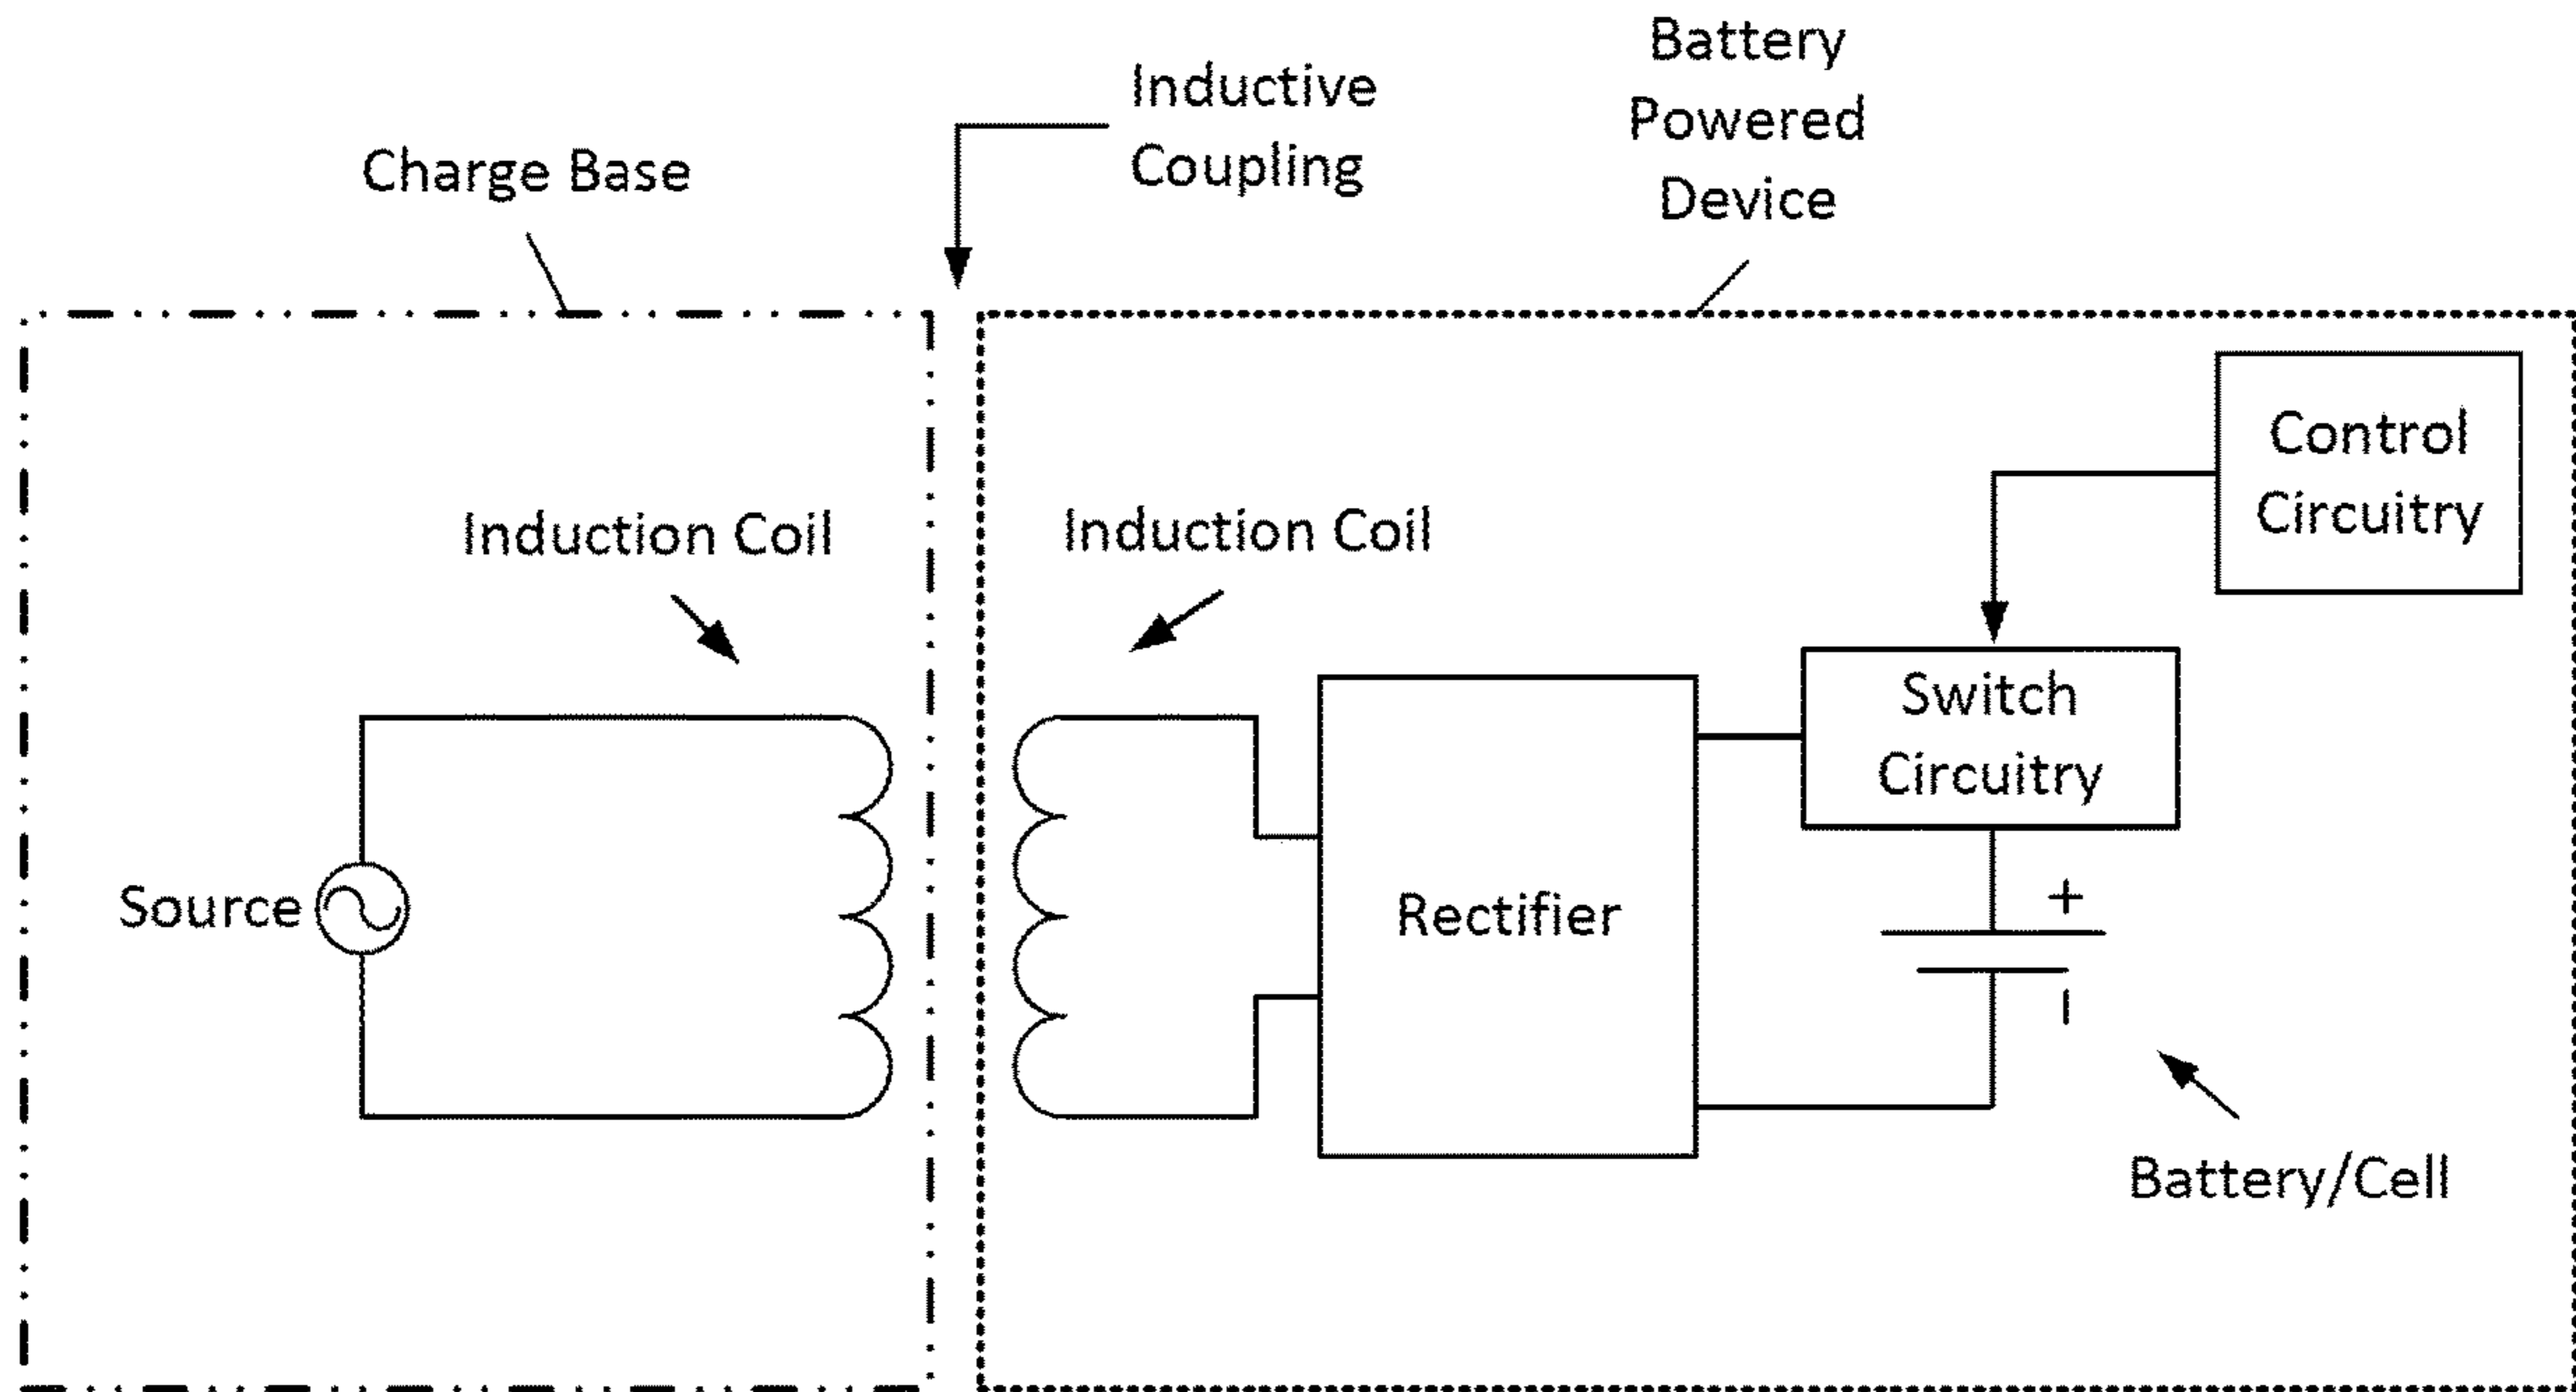 Charge Base
Inductive
Coupling
Battery
Powered
Device
Induction Coil
Induction Coil
Control
Circuitry
Switch
Circuitry
Source
Rectifier
+
-
Battery/Cell